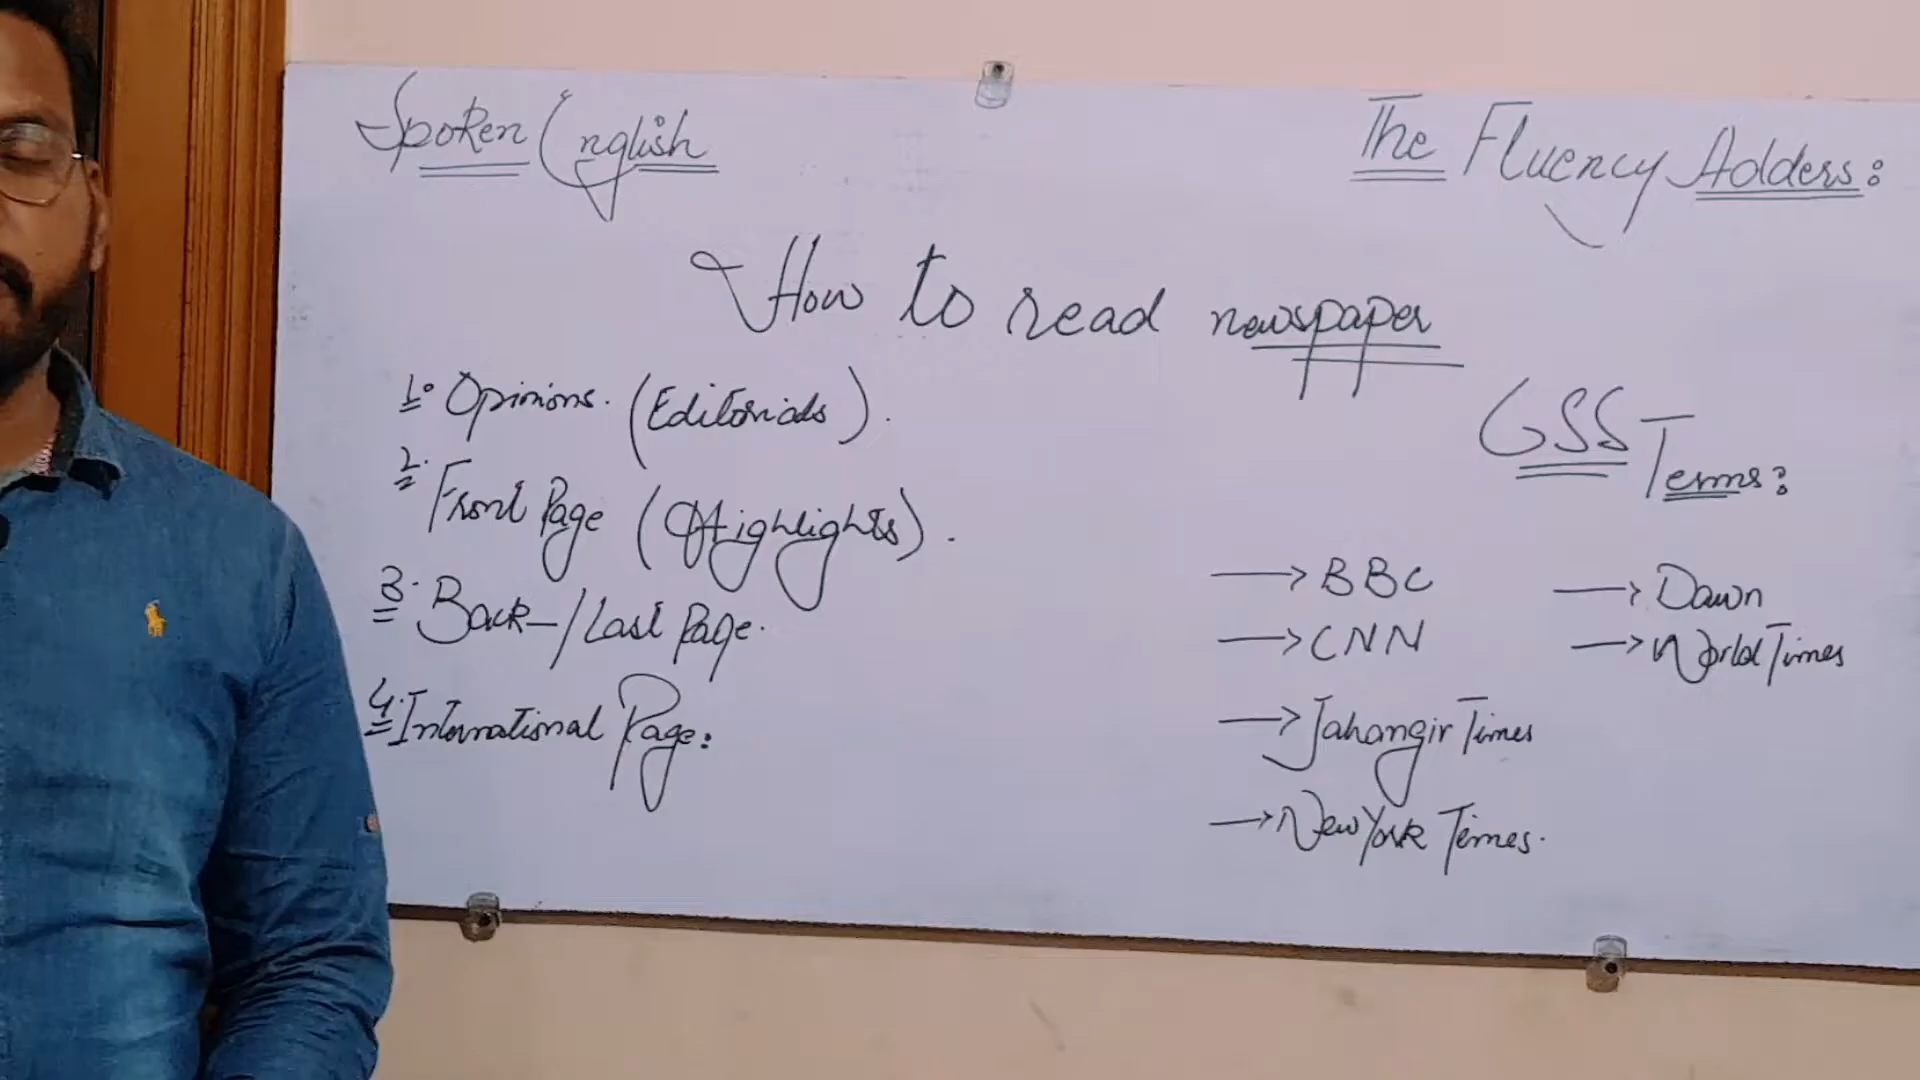 Spoken English
The Fluency Adders:
How to read newspaper
1. Opinions. (Editorials).
2. Front Page (Highlights).
3. Back-/Last Page.
4. International Page:
CSS Terms:
→ BBC
→ CNN
→ Jahangir Times
→ New York Times.
→ Dawn
→ World Times